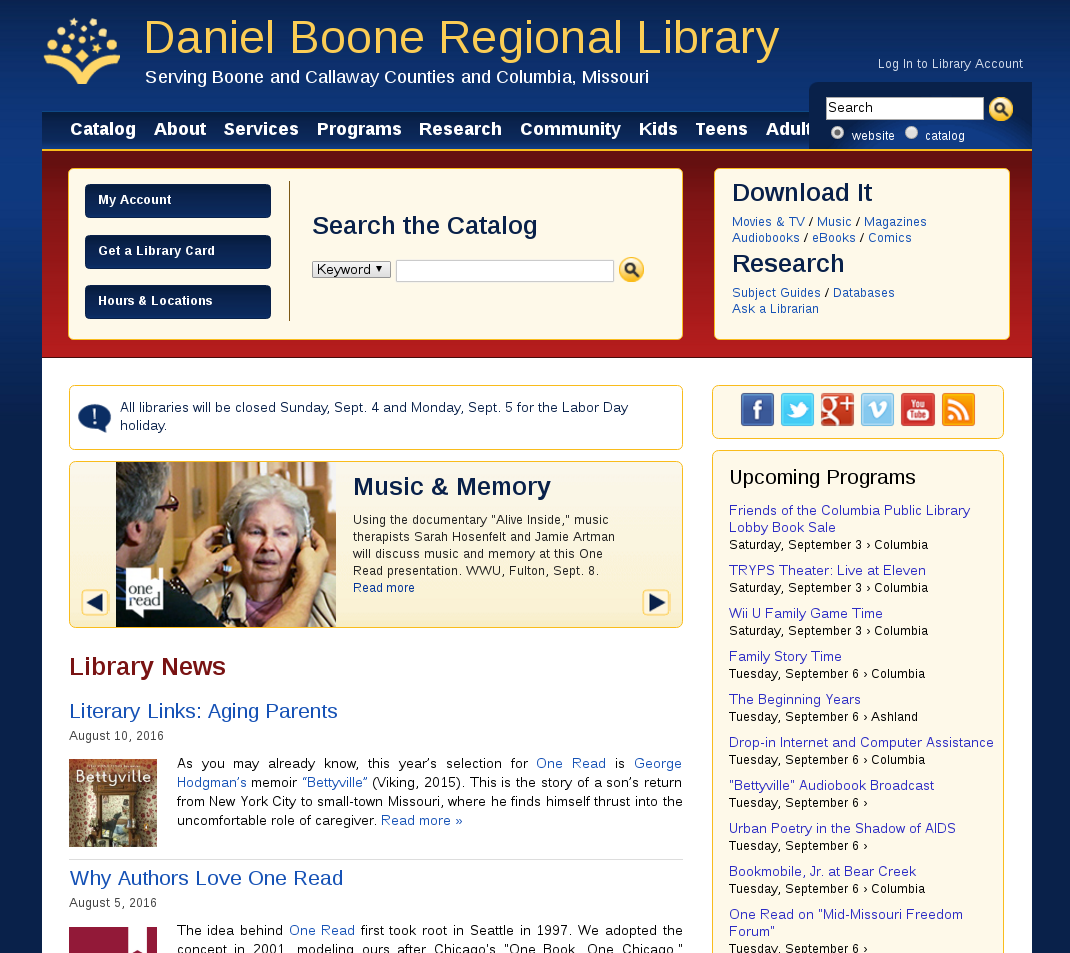 Daniel Boone Regional Library
Serving Boone and Callaway Counties and Columbia, Missouri
Log In to Library Account
Search
website catalog
Catalog About Services Programs Research Community Kids Teens Adult
My Account
Get a Library Card
Hours & Locations
Search the Catalog
Keyword ▼
Download It
Movies & TV / Music / Magazines
Audiobooks / eBooks / Comics
Research
Subject Guides / Databases
Ask a Librarian
!
All libraries will be closed Sunday, Sept. 4 and Monday, Sept. 5 for the Labor Day
holiday.
one
read
Music & Memory
Using the documentary "Alive Inside," music
therapists Sarah Hosenfelt and Jamie Artman
will discuss music and memory at this One
Read presentation. WWU, Fulton, Sept. 8.
Read more
Library News
Literary Links: Aging Parents
August 10, 2016
Bettyville
As you may already know, this year’s selection for One Read is George
Hodgman’s memoir “Bettyville” (Viking, 2015). This is the story of a son’s return
from New York City to small-town Missouri, where he finds himself thrust into the
uncomfortable role of caregiver. Read more »
Why Authors Love One Read
August 5, 2016
The idea behind One Read first took root in Seattle in 1997. We adopted the
concept in 2001, modeling ours after Chicago's "One Book, One Chicago."
f g+ v You Tube
Upcoming Programs
Friends of the Columbia Public Library
Lobby Book Sale
Saturday, September 3 › Columbia
TRYPS Theater: Live at Eleven
Saturday, September 3 › Columbia
Wii U Family Game Time
Saturday, September 3 › Columbia
Family Story Time
Tuesday, September 6 › Columbia
The Beginning Years
Tuesday, September 6 › Ashland
Drop-in Internet and Computer Assistance
Tuesday, September 6 › Columbia
"Bettyville" Audiobook Broadcast
Tuesday, September 6 ›
Urban Poetry in the Shadow of AIDS
Tuesday, September 6 ›
Bookmobile, Jr. at Bear Creek
Tuesday, September 6 › Columbia
One Read on "Mid-Missouri Freedom
Forum"
Tuesday, September 6 ›